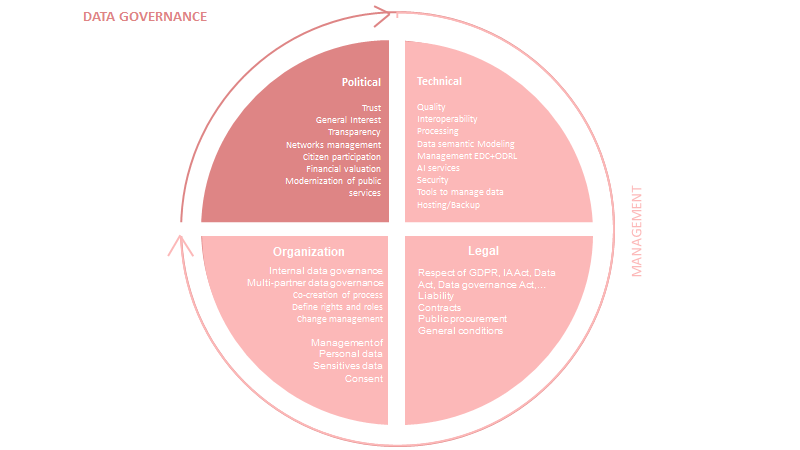 DATA GOVERNANCE
Political
Trust
General Interest
Transparency
Networks management
Citizen participation
Financial valuation
Modernization of public
services
Technical
Quality
Interoperability
Processing
Data semantic Modeling
Management EDC+ODRL
AI services
Security
Tools to manage data
Hosting/Backup
MANAGEMENT
Organization
Internal data governance
Multi-partner data governance
Co-creation of process
Define rights and roles
Change management
Management of
Personal data
Sensitives data
Consent
Legal
Respect of GDPR, IA Act, Data
Act, Data governance Act,...
Liability
Contracts
Public procurement
General conditions